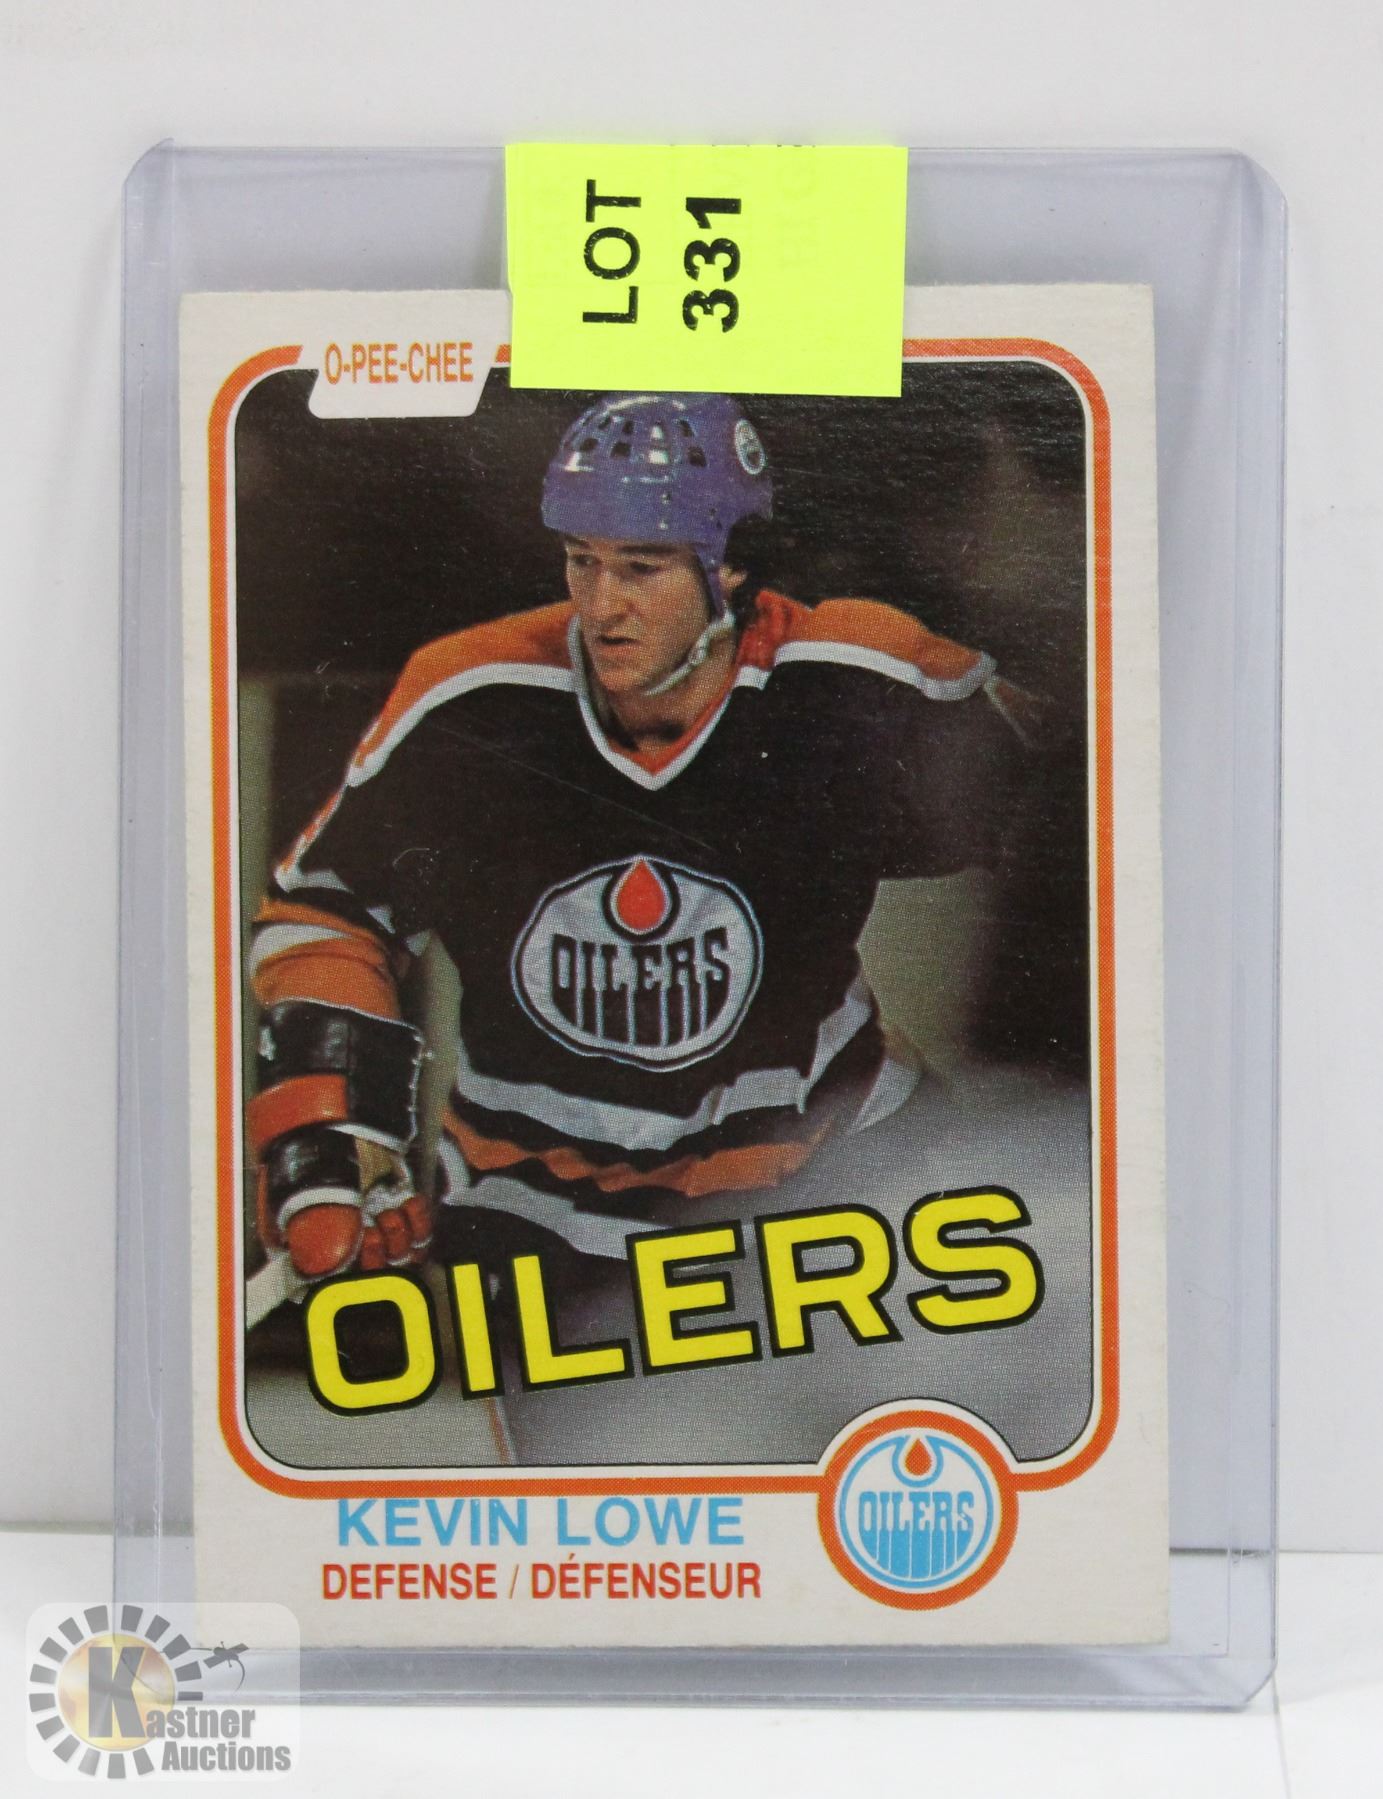 LOT
331
O-PEE-CHEE
OILERS
OILERS
KEVIN LOWE
OILERS
DEFENSE / DÉFENSEUR
Kastner
Auctions